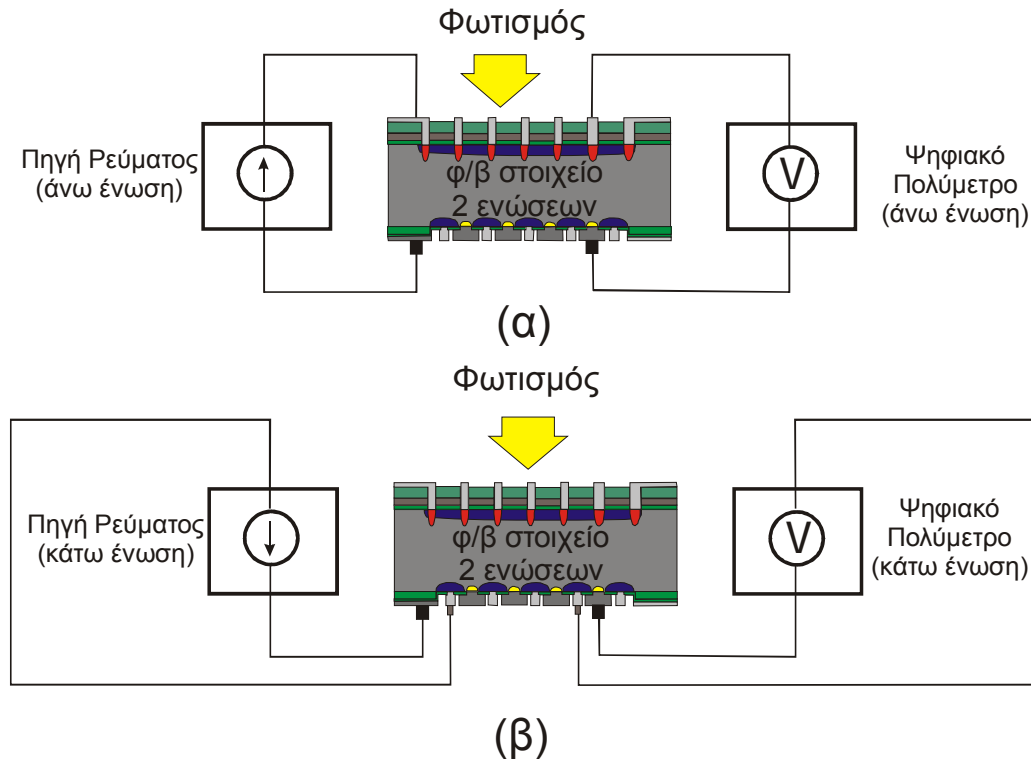 Φωτισμός
Πηγή Ρεύματος
(άνω ένωση)
φ/β στοιχείο
2 ενώσεων
V
Ψηφιακό
Πολύμετρο
(άνω ένωση)
(α)
Φωτισμός
Πηγή Ρεύματος
(κάτω ένωση)
φ/β στοιχείο
2 ενώσεων
V
Ψηφιακό
Πολύμετρο
(κάτω ένωση)
(β)